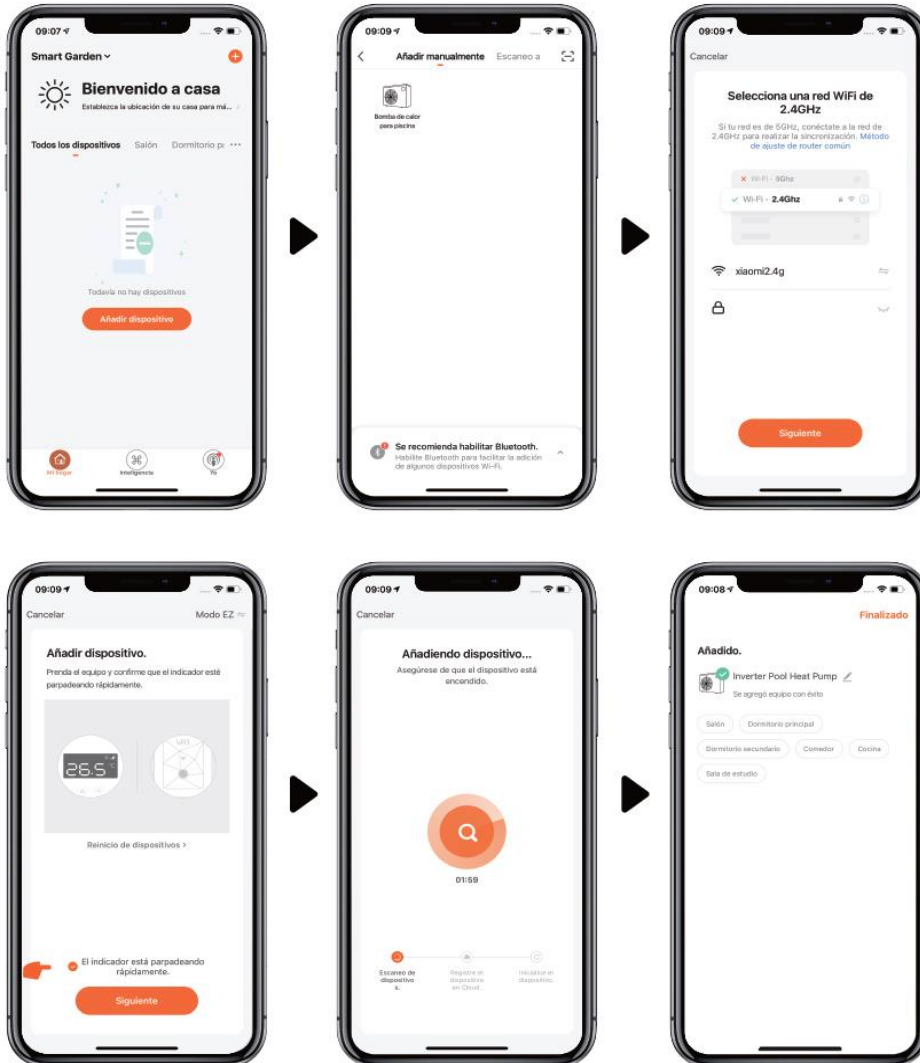 09:07
Smart Garden
Bienvenido a casa
Establezca la ubicación de su casa para má...
Todos los dispositivos Salón Dormitorio pr ...
Todavía no hay dispositivos
Añadir dispositivo
Mi hogar Inteligencia Yo
09:09
Añadir manualmente Escaneo a
Bomba de calor
para piscina
Se recomienda habilitar Bluetooth.
Habilite Bluetooth para facilitar la adición
de algunos dispositivos Wi-Fi.
09:09
Cancelar
Selecciona una red WiFi de
2.4GHz
Si tu red es de 5GHz, conéctate a la red de
2.4GHz para realizar la sincronización. Método
de ajuste de router común
Wi-Fi - 5Ghz
Wi-Fi - 2.4Ghz
xiaomi2.4g
Siguiente
09:09
Cancelar Modo EZ
Añadir dispositivo.
Prenda el equipo y confirme que el indicador esté
parpadeando rápidamente.
26.5
Reinicio de dispositivos >
El indicador está parpadeando
rápidamente.
Siguiente
09:09
Cancelar
Añadiendo dispositivo...
Asegúrese de que el dispositivo está
encendido.
01:59
Escaneo de
dispositivo
s.
Registre el
dispositivo
en Cloud.
Inicialice el
dispositivo.
09:08
Finalizado
Añadido.
Inverter Pool Heat Pump
Se agregó equipo con éxito
Salón Dormitorio principal
Dormitorio secundario Comedor Cocina
Sala de estudio